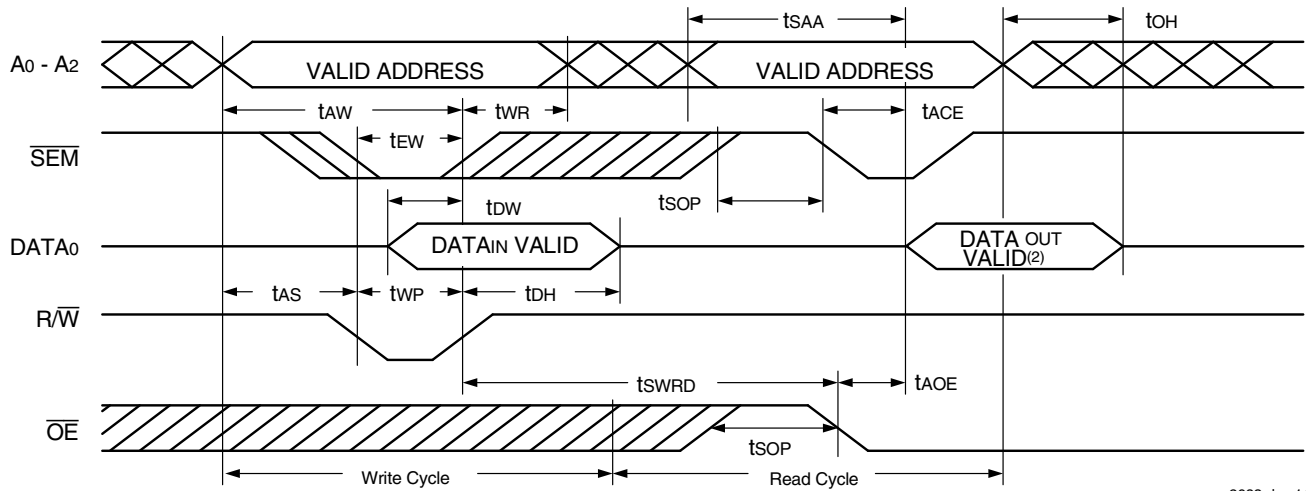 tSAA
tOH
A0 - A2
VALID ADDRESS
VALID ADDRESS
tAW
tWR
tACE
tEW
SEM
tSOP
tDW
DATA0
DATAIN VALID
DATA OUT
VALID(2)
tAS
tWP
tDH
R/W
tSWRD
tAOE
OE
tSOP
Write Cycle
Read Cycle